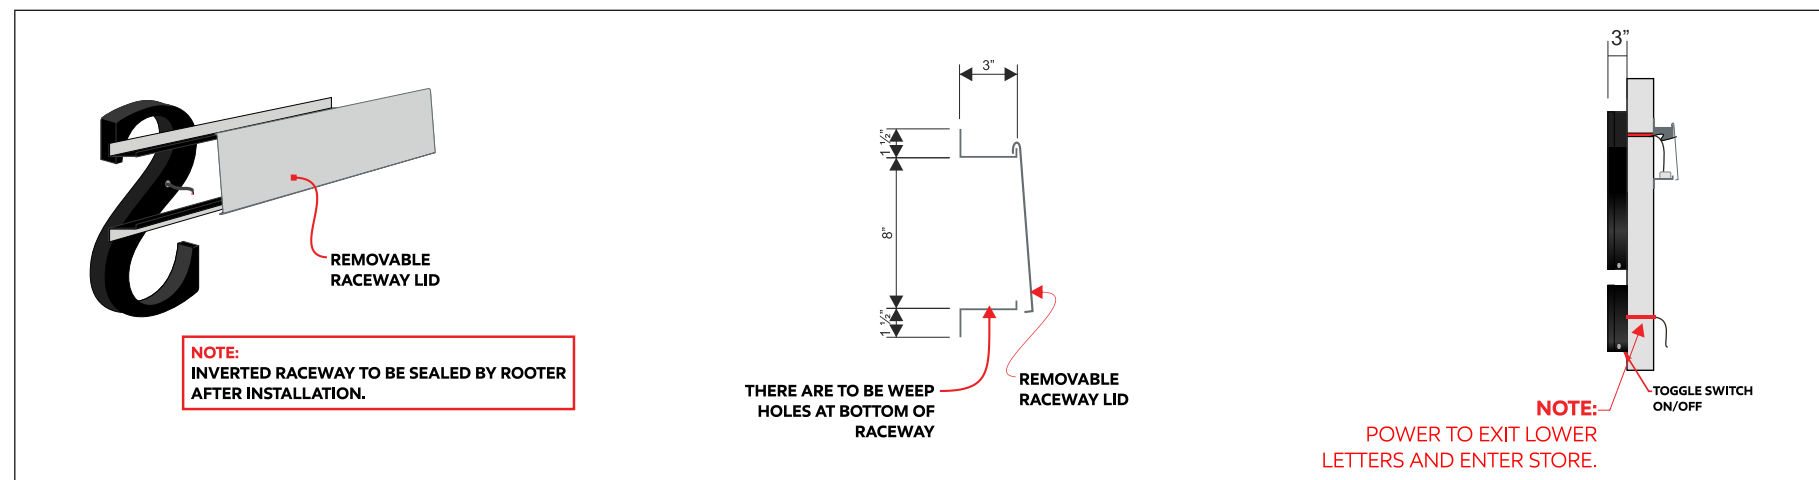 REMOVABLE
RACEWAY LID
NOTE:
INVERTED RACEWAY TO BE SEALED BY ROOTER
AFTER INSTALLATION.
3”
1 ½”
8”
1 ½”
THERE ARE TO BE WEEP
HOLES AT BOTTOM OF
RACEWAY
REMOVABLE
RACEWAY LID
3”
TOGGLE SWITCH
ON/OFF
NOTE:
POWER TO EXIT LOWER
LETTERS AND ENTER STORE.